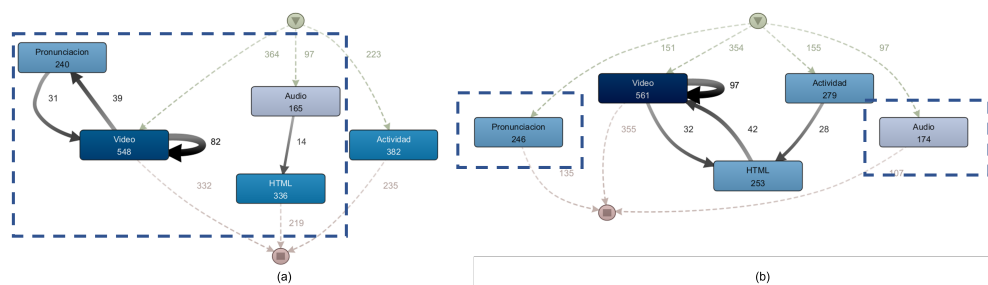 364
97
223
Pronunciacion
240
31
39
Audio
165
14
Video
548
82
Actividad
382
HTML
336
332
235
219
(a)
151
354
155
97
Video
561
97
Actividad
279
Pronunciacion
246
355
32
42
28
Audio
174
HTML
253
135
107
(b)